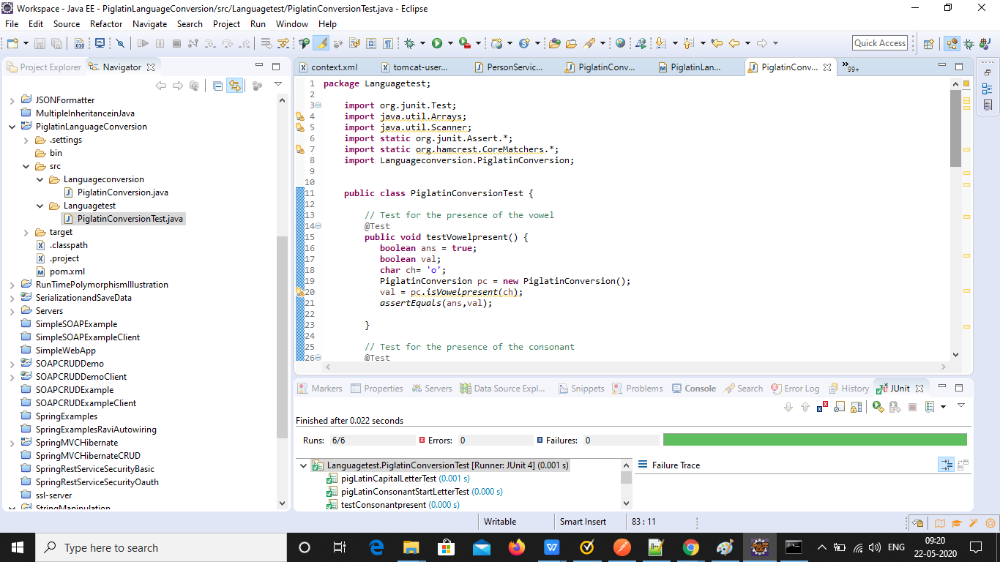 Workspace - Java EE - PiglatinLanguageConversion/src/Languagetest/PiglatinConversionTest.java - Eclipse
File Edit Source Refactor Navigate Search Project Run Window Help
Quick Access
Project Explorer Navigator
JSONFormatter
MultipleInheritanceinJava
PiglatinLanguageConversion
.settings
bin
src
Languageconversion
PiglatinConversion.java
Languagetest
PiglatinConversionTest.java
target
.classpath
.project
pom.xml
RunTimePolymorphismIllustration
SerializationandSaveData
Servers
SimpleSOAPExample
SimpleSOAPExampleClient
SimpleWebApp
SOAPCRUDDemo
SOAPCRUDDemoClient
SOAPCRUDExample
SOAPCRUDExampleClient
SpringExamples
SpringExamplesRaviAutowiring
SpringMVCHibernate
SpringMVCHibernateCRUD
SpringRestServiceSecurityBasic
SpringRestServiceSecurityOauth
ssl-server
StringManipulation
context.xml tomcat-user... PersonServic... PiglatinConv... PiglatinLan... PiglatinConv... »99+
1 package Languagetest;
2
3 import org.junit.Test;
4 import java.util.Arrays;
5 import java.util.Scanner;
6 import static org.junit.Assert.*;
7 import static org.hamcrest.CoreMatchers.*;
8 import Languageconversion.PiglatinConversion;
9
10
11 public class PiglatinConversionTest {
12
13 // Test for the presence of the vowel
14 @Test
15 public void testVowelpresent() {
16 boolean ans = true;
17 boolean val;
18 char ch= 'o';
19 PiglatinConversion pc = new PiglatinConversion();
20 val = pc.isVowelpresent(ch);
21 assertEquals(ans,val);
22
23 }
24
25 // Test for the presence of the consonant
26 @Test
Markers Properties Servers Data Source Expl... Snippets Problems Console Search Error Log History JUnit
Finished after 0.022 seconds
Runs: 6/6 Errors: 0 Failures: 0
Languagetest.PiglatinConversionTest [Runner: JUnit 4] (0.001 s)
pigLatinCapitalLetterTest (0.001 s)
pigLatinConsonantStartLetterTest (0.000 s)
testConsonantpresent (0.000 s)
Failure Trace
Writable Smart Insert 83 : 11
Type here to search
ENG
09:20
22-05-2020